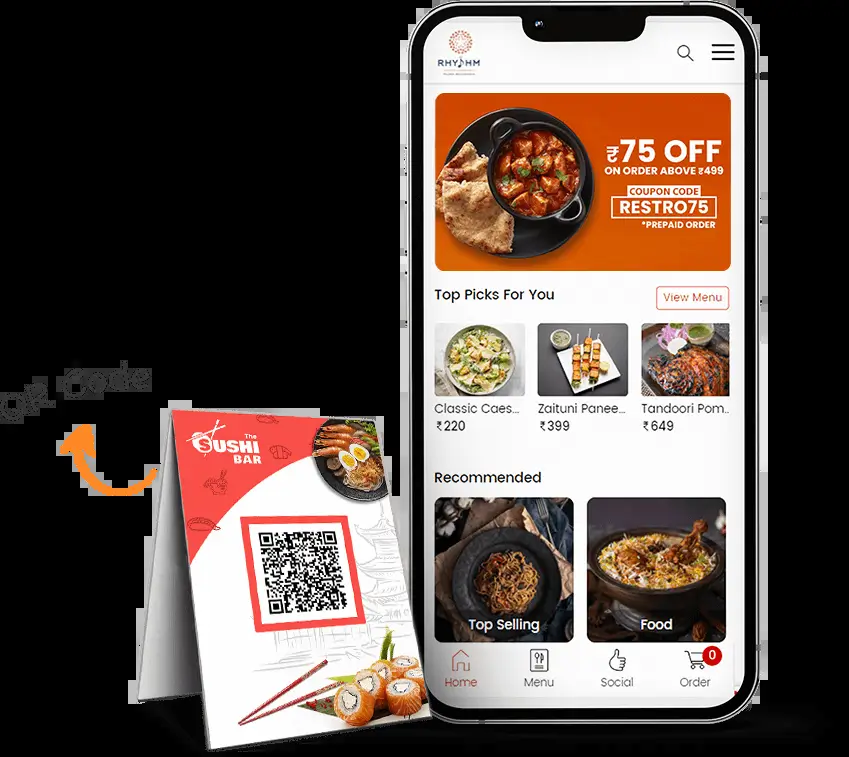 QR Code
The
SUSHI
BAR
RHYTHM
₹75 OFF
ON ORDER ABOVE ₹499
COUPON CODE
RESTRO75
*PREPAID ORDER
Top Picks For You
View Menu
Classic Caes...
Zaituni Panee...
Tandoori Pom..
₹220
₹399
₹649
Recommended
Top Selling
Food
0
Home
Menu
Social
Order